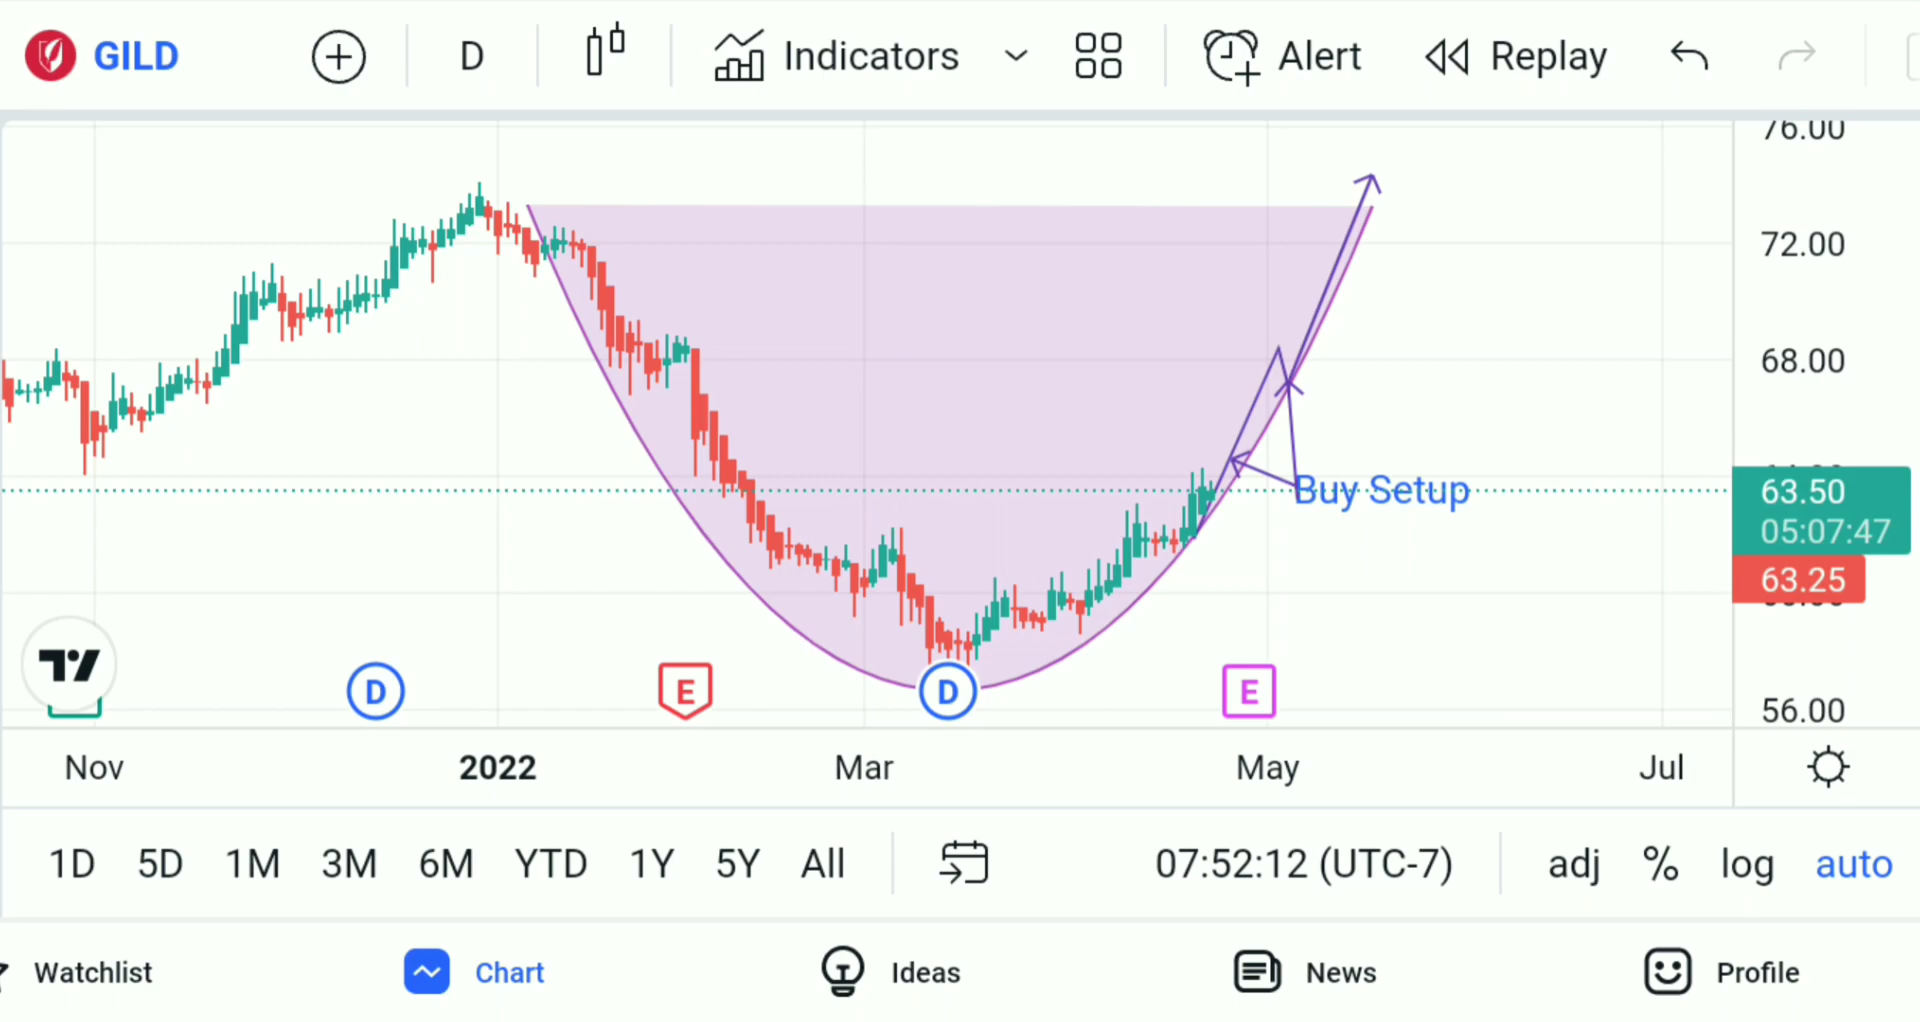 GILD D Indicators Alert Replay
76.00
72.00
68.00
Buy Setup
63.50
05:07:47
63.25
D E D E
56.00
Nov 2022 Mar May Jul
1D 5D 1M 3M 6M YTD 1Y 5Y All 07:52:12 (UTC-7) adj % log auto
Watchlist Chart Ideas News Profile